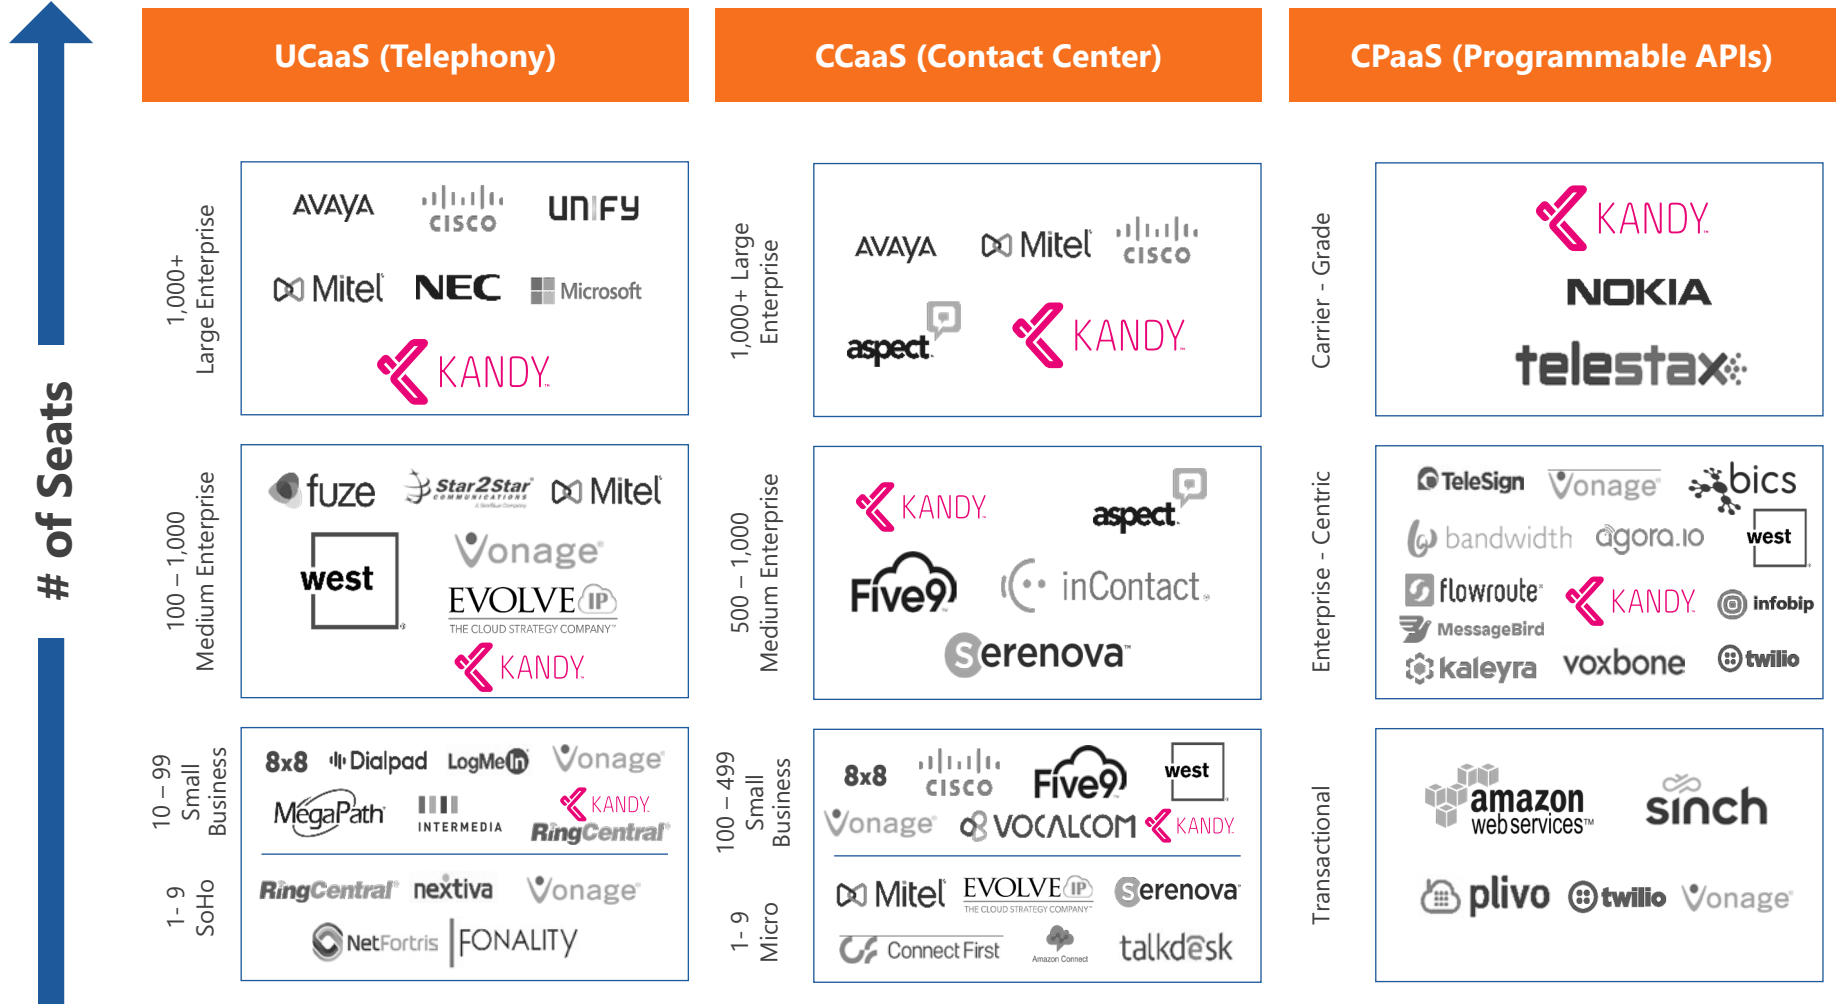 UCaaS (Telephony)
CCaaS (Contact Center)
CPaaS (Programmable APIs)
# of Seats
1,000+
Large Enterprise
AVAYA
CISCO
UNIFY
Mitel
NEC
Microsoft
KANDY
1,000+ Large
Enterprise
AVAYA
Mitel
CISCO
aspect
KANDY
Carrier - Grade
KANDY
NOKIA
telestax
100 – 1,000
Medium Enterprise
fuze
Star2Star
COMMUNICATIONS
Mitel
west
Vonage
EVOLVE IP
THE CLOUD STRATEGY COMPANY™
KANDY
500 – 1,000
Medium Enterprise
KANDY
aspect
Five9
inContact
Serenova™
Enterprise - Centric
TeleSign
Vonage
bics
bandwidth
agora.io
west
flowroute
KANDY
infobip
MessageBird
kaleyra
voxbone
twilio
10 – 99
Small
Business
8x8
Dialpad
LogMeIn
Vonage
MegaPath
INTERMEDIA
KANDY
RingCentral
1- 9
SoHo
RingCentral
nextiva
Vonage
NetFortris
FONALITY
100 – 499
Small
Business
8x8
CISCO
Five9
west
Vonage
VOCALCOM
KANDY
1- 9
Micro
Mitel
EVOLVE IP
THE CLOUD STRATEGY COMPANY™
Serenova™
Connect First
Amazon Connect
talkdesk
Transactional
amazon
web services™
sinch
plivo
twilio
Vonage